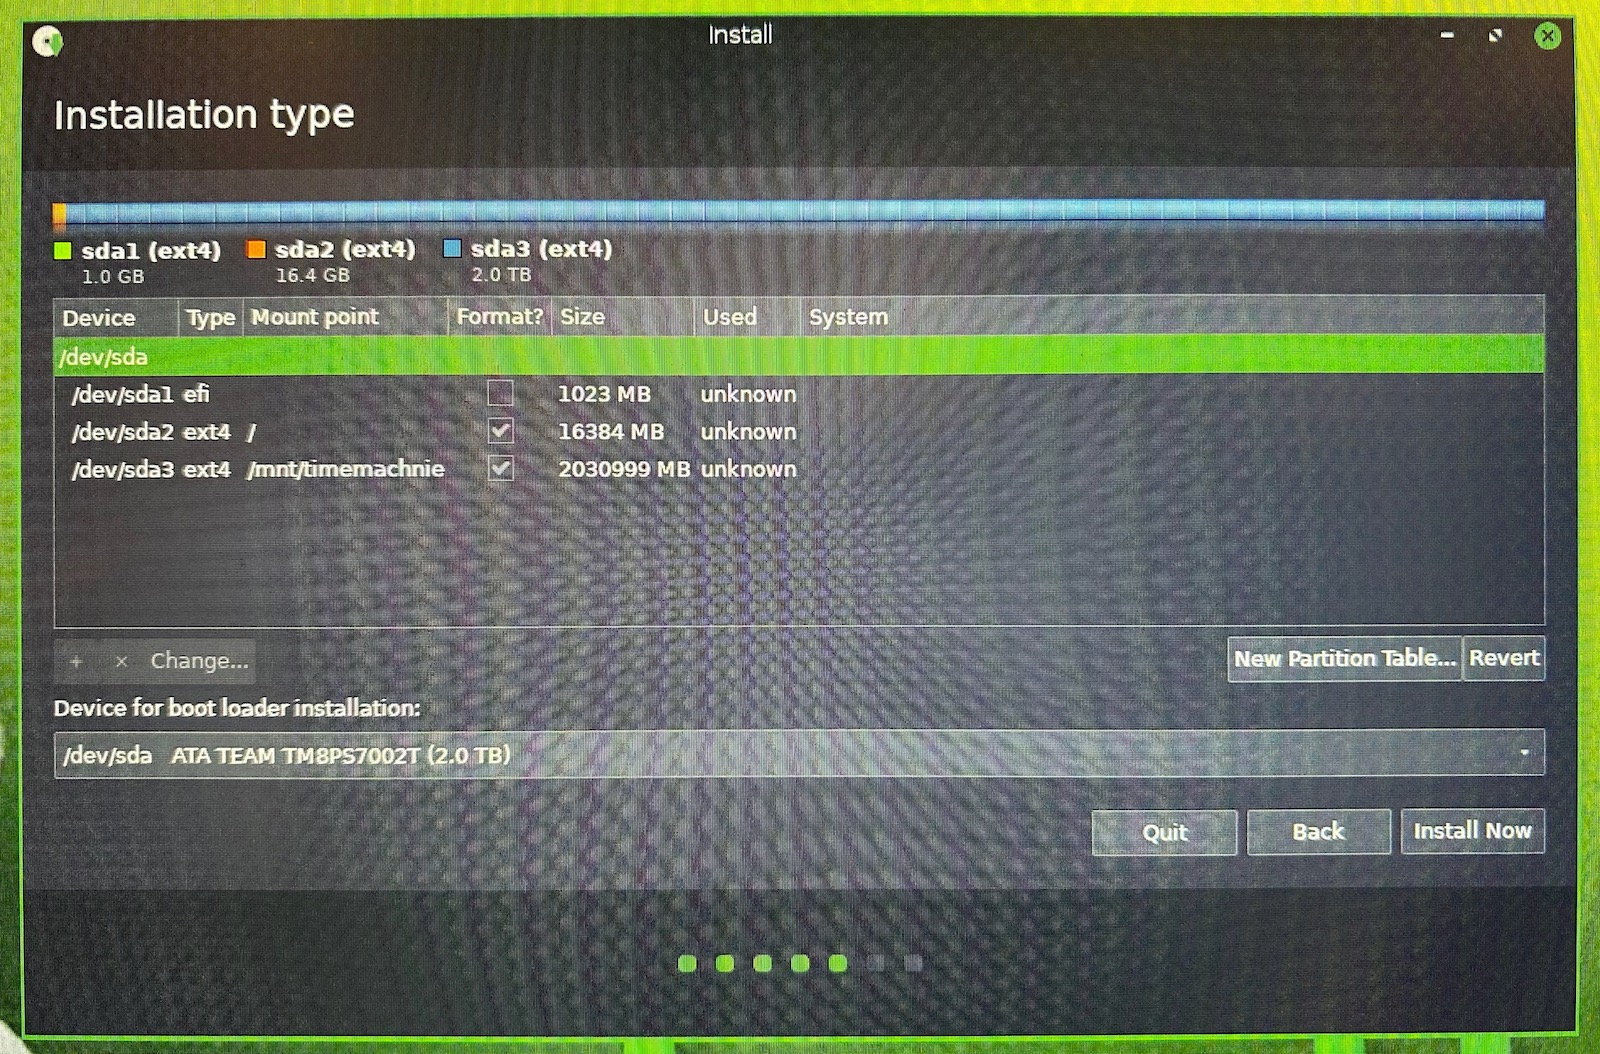 Install
Installation type
sda1 (ext4) sda2 (ext4) sda3 (ext4)
1.0 GB 16.4 GB 2.0 TB
Device Type Mount point Format? Size Used System
/dev/sda
/dev/sda1 efi 1023 MB unknown
/dev/sda2 ext4 / 16384 MB unknown
/dev/sda3 ext4 /mnt/timemachnie 2030999 MB unknown
+ × Change... New Partition Table... Revert
Device for boot loader installation:
/dev/sda ATA TEAM TM8PS7002T (2.0 TB)
Quit Back Install Now